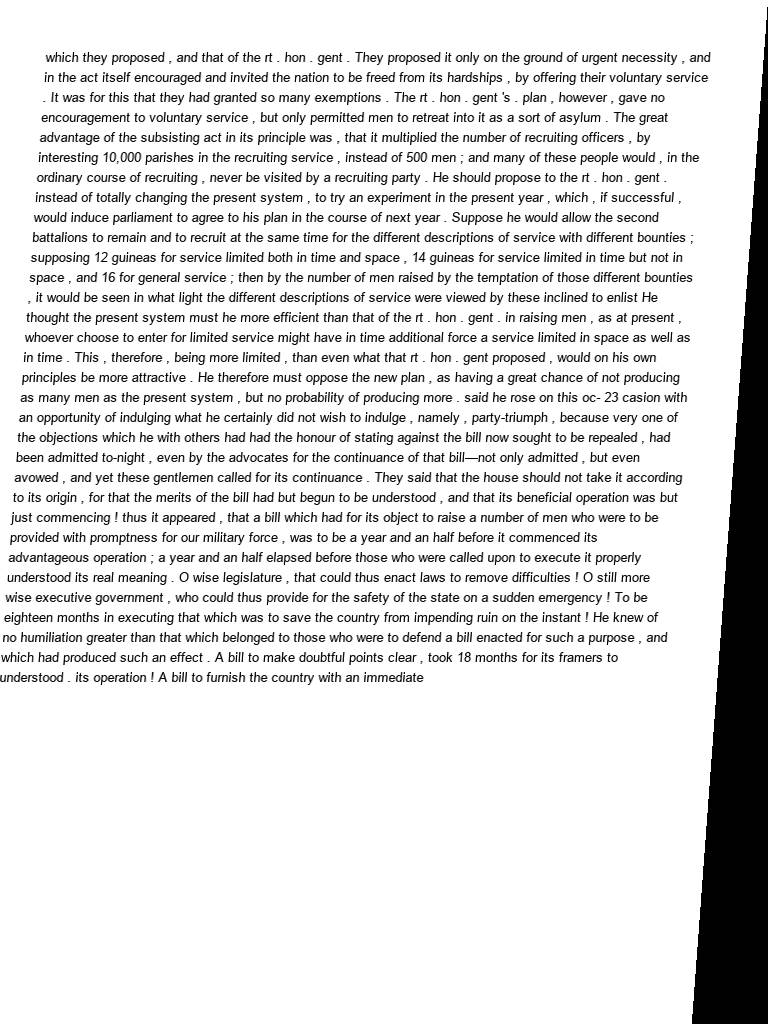 which they proposed , and that of the rt . hon . gent . They proposed it only on the ground of urgent necessity , and
in the act itself encouraged and invited the nation to be freed from its hardships , by offering their voluntary service
. It was for this that they had granted so many exemptions . The rt . hon . gent 's . plan , however , gave no
encouragement to voluntary service , but only permitted men to retreat into it as a sort of asylum . The great
advantage of the subsisting act in its principle was , that it multiplied the number of recruiting officers , by
interesting 10,000 parishes in the recruiting service , instead of 500 men ; and many of these people would , in the
ordinary course of recruiting , never be visited by a recruiting party . He should propose to the rt . hon . gent .
instead of totally changing the present system , to try an experiment in the present year , which , if successful ,
would induce parliament to agree to his plan in the course of next year . Suppose he would allow the second
battalions to remain and to recruit at the same time for the different descriptions of service with different bounties ;
supposing 12 guineas for service limited both in time and space , 14 guineas for service limited in time but not in
space , and 16 for general service ; then by the number of men raised by the temptation of those different bounties
, it would be seen in what light the different descriptions of service were viewed by these inclined to enlist He
thought the present system must he more efficient than that of the rt . hon . gent . in raising men , as at present ,
whoever choose to enter for limited service might have in time additional force a service limited in space as well as
in time . This , therefore , being more limited , than even what that rt . hon . gent proposed , would on his own
principles be more attractive . He therefore must oppose the new plan , as having a great chance of not producing
as many men as the present system , but no probability of producing more . said he rose on this oc- 23 casion with
an opportunity of indulging what he certainly did not wish to indulge , namely , party-triumph , because very one of
the objections which he with others had had the honour of stating against the bill now sought to be repealed , had
been admitted to-night , even by the advocates for the continuance of that bill—not only admitted , but even
avowed , and yet these gentlemen called for its continuance . They said that the house should not take it according
to its origin , for that the merits of the bill had but begun to be understood , and that its beneficial operation was but
just commencing ! thus it appeared , that a bill which had for its object to raise a number of men who were to be
provided with promptness for our military force , was to be a year and an half before it commenced its
advantageous operation ; a year and an half elapsed before those who were called upon to execute it properly
understood its real meaning . O wise legislature , that could thus enact laws to remove difficulties ! O still more
wise executive government , who could thus provide for the safety of the state on a sudden emergency ! To be
eighteen months in executing that which was to save the country from impending ruin on the instant ! He knew of
no humiliation greater than that which belonged to those who were to defend a bill enacted for such a purpose , and
which had produced such an effect . A bill to make doubtful points clear , took 18 months for its framers to
understood . its operation ! A bill to furnish the country with an immediate